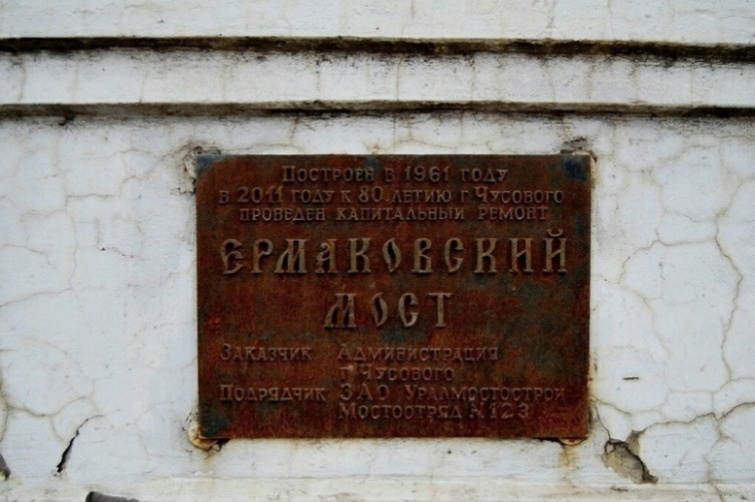 Построен в 1961 году
в 2011 году к 80 летию г.Чусового
проведен капитальный ремонт
ЕРМАКОВСКИЙ
МОСТ
Заказчик Администрация
г.Чусового
Подрядчик ЗАО Уралмостострой
Мостоотряд №123